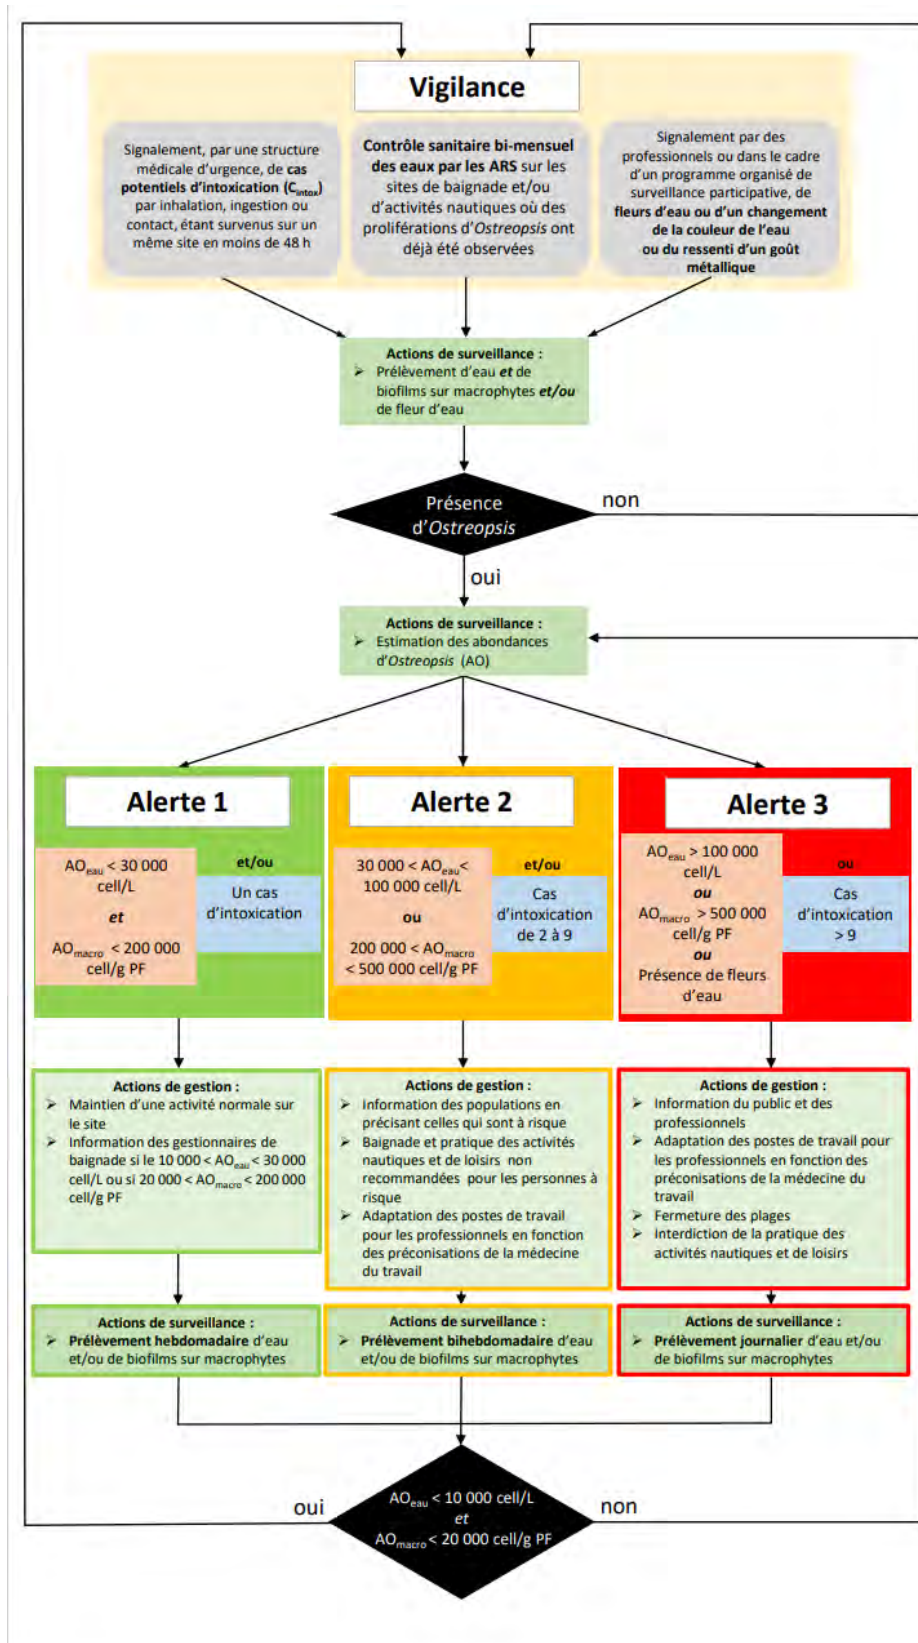 Vigilance
Signalement, par une structure
médicale d'urgence, de cas
potentiels d'intoxication (Cintox)
par inhalation, ingestion ou
contact, étant survenus sur un
même site en moins de 48 h
Contrôle sanitaire bi-mensuel
des eaux par les ARS sur les
sites de baignade et/ou
d'activités nautiques où des
proliférations d'Ostreopsis ont
déjà été observées
Signalement par des
professionnels ou dans le cadre
d'un programme organisé de
surveillance participative, de
fleurs d'eau ou d'un changement
de la couleur de l'eau
ou du ressenti d'un goût
métallique
Actions de surveillance :
➢ Prélèvement d'eau et de
biofilms sur macrophytes et/ou
de fleur d'eau
Présence
d'Ostreopsis
non
oui
Actions de surveillance :
➢ Estimation des abondances
d'Ostreopsis (AO)
Alerte 1
AOeau < 30 000
cell/L
et
AOmacro < 200 000
cell/g PF
et/ou
Un cas
d'intoxication
Alerte 2
30 000 < AOeau<
100 000 cell/L
ou
200 000 < AOmacro
< 500 000 cell/g PF
et/ou
Cas
d'intoxication
de 2 à 9
Alerte 3
AOeau > 100 000
cell/L
ou
AOmacro > 500 000
cell/g PF
ou
Présence de fleurs
d'eau
ou
Cas
d'intoxication
> 9
Actions de gestion :
➢ Maintien d'une activité normale sur
le site
➢ Information des gestionnaires de
baignade si le 10 000 < AOeau < 30 000
cell/L ou si 20 000 < AOmacro < 200 000
cell/g PF
Actions de gestion :
➢ Information des populations en
précisant celles qui sont à risque
➢ Baignade et pratique des activités
nautiques et de loisirs non
recommandées pour les personnes à
risque
➢ Adaptation des postes de travail
pour les professionnels en fonction
des préconisations de la médecine
du travail
Actions de gestion :
➢ Information du public et des
professionnels
➢ Adaptation des postes de travail pour
les professionnels en fonction des
préconisations de la médecine du
travail
➢ Fermeture des plages
➢ Interdiction de la pratique des
activités nautiques et de loisirs
Actions de surveillance :
➢ Prélèvement hebdomadaire d'eau
et/ou de biofilms sur macrophytes
Actions de surveillance :
➢ Prélèvement bihebdomadaire d'eau
et/ou de biofilms sur macrophytes
Actions de surveillance :
➢ Prélèvement journalier d'eau et/ou
de biofilms sur macrophytes
oui
AOeau < 10 000 cell/L
et
AOmacro < 20 000 cell/g PF
non